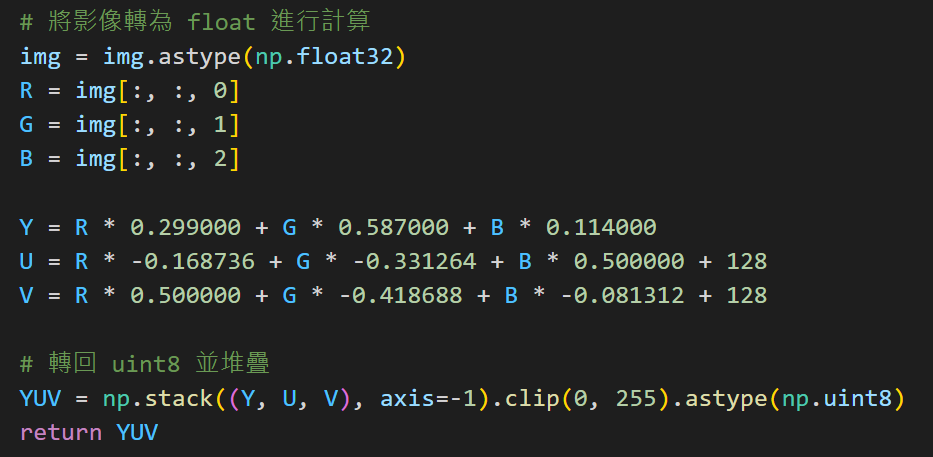 # 將影像轉為 float 進行計算
img = img.astype(np.float32)
R = img[:, :, 0]
G = img[:, :, 1]
B = img[:, :, 2]
Y = R * 0.299000 + G * 0.587000 + B * 0.114000
U = R * -0.168736 + G * -0.331264 + B * 0.500000 + 128
V = R * 0.500000 + G * -0.418688 + B * -0.081312 + 128
# 轉回 uint8 並堆疊
YUV = np.stack((Y, U, V), axis=-1).clip(0, 255).astype(np.uint8)
return YUV